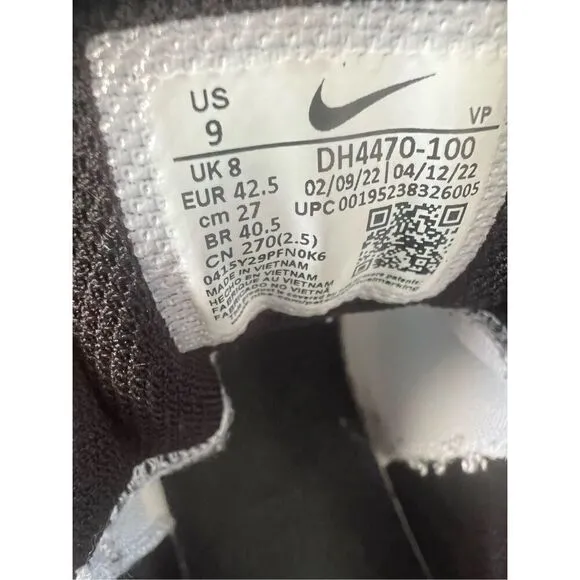 US
9
VP
UK 8
DH4470-100
EUR 42.5
02/09/22 | 04/12/22
cm 27
UPC 00195238326005
BR 40.5
CN 270(2.5)
0415Y29PFN0K6
MADE IN VIETNAM
HECHO EN VIETNAM
FABRIQUE AU VIETNAM
FABRICADO NO VIETNÃ